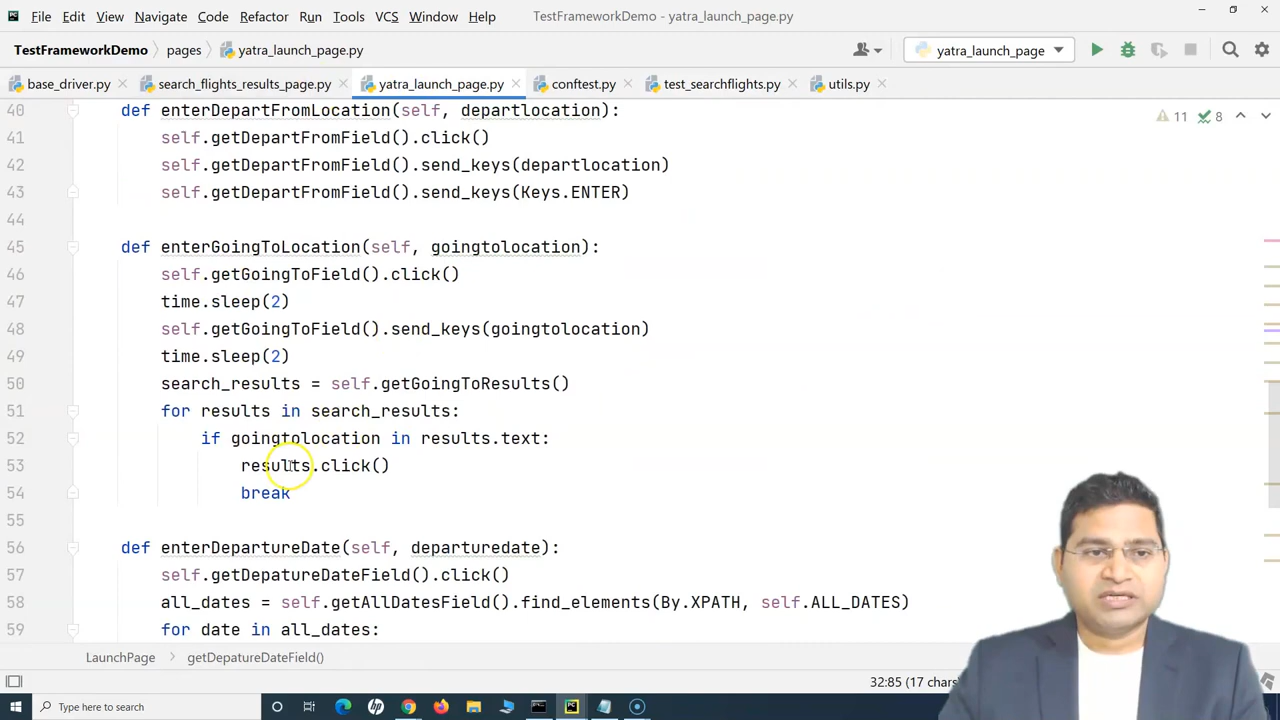 File Edit View Navigate Code Refactor Run Tools VCS Window Help TestFrameworkDemo - yatra_launch_page.py
TestFrameworkDemo pages yatra_launch_page.py yatra_launch_page
base_driver.py search_flights_results_page.py yatra_launch_page.py conftest.py test_searchflights.py utils.py
11 8
40 def enterDepartFromLocation(self, departlocation):
41 self.getDepartFromField().click()
42 self.getDepartFromField().send_keys(departlocation)
43 self.getDepartFromField().send_keys(Keys.ENTER)
44
45 def enterGoingToLocation(self, goingtolocation):
46 self.getGoingToField().click()
47 time.sleep(2)
48 self.getGoingToField().send_keys(goingtolocation)
49 time.sleep(2)
50 search_results = self.getGoingToResults()
51 for results in search_results:
52 if goingtolocation in results.text:
53 results.click()
54 break
55
56 def enterDepartureDate(self, departuredate):
57 self.getDepatureDateField().click()
58 all_dates = self.getAllDatesField().find_elements(By.XPATH, self.ALL_DATES)
59 for date in all_dates:
LaunchPage getDepatureDateField()
32:85 (17 chars
Type here to search